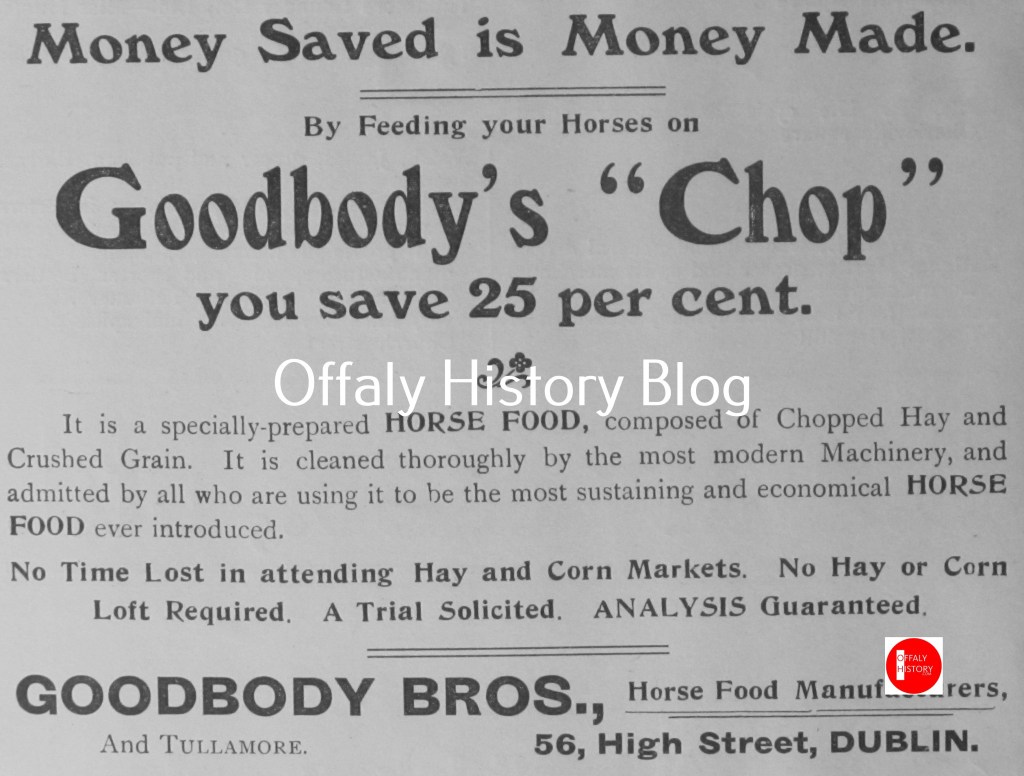 Money Saved is Money Made.
By Feeding your Horses on
Goodbody's “Chop”
you save 25 per cent.
Offaly History Blog
It is a specially-prepared HORSE FOOD, composed of Chopped Hay and
Crushed Grain. It is cleaned thoroughly by the most modern Machinery, and
admitted by all who are using it to be the most sustaining and economical HORSE
FOOD ever introduced.
No Time Lost in attending Hay and Corn Markets. No Hay or Corn
Loft Required. A Trial Solicited. ANALYSIS Guaranteed.
OFFALY
HISTORY
GOODBODY BROS., Horse Food
And TULLAMORE. 56, High Street, DUBLIN.